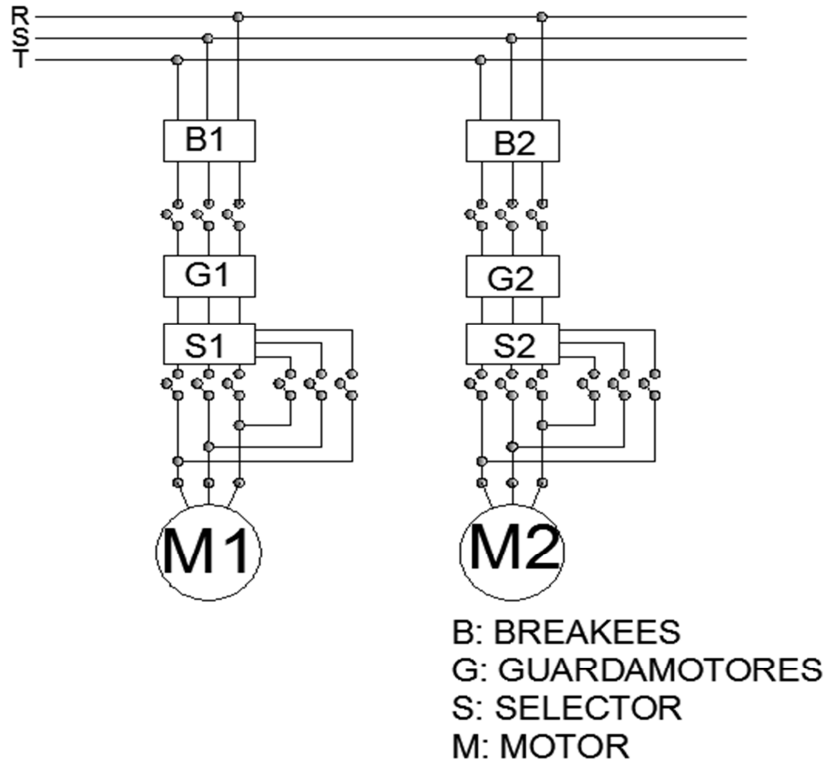 R
S
T
B1 B2
G1 G2
S1 S2
M1 M2
B: BREAKEES
G: GUARDAMOTORES
S: SELECTOR
M: MOTOR